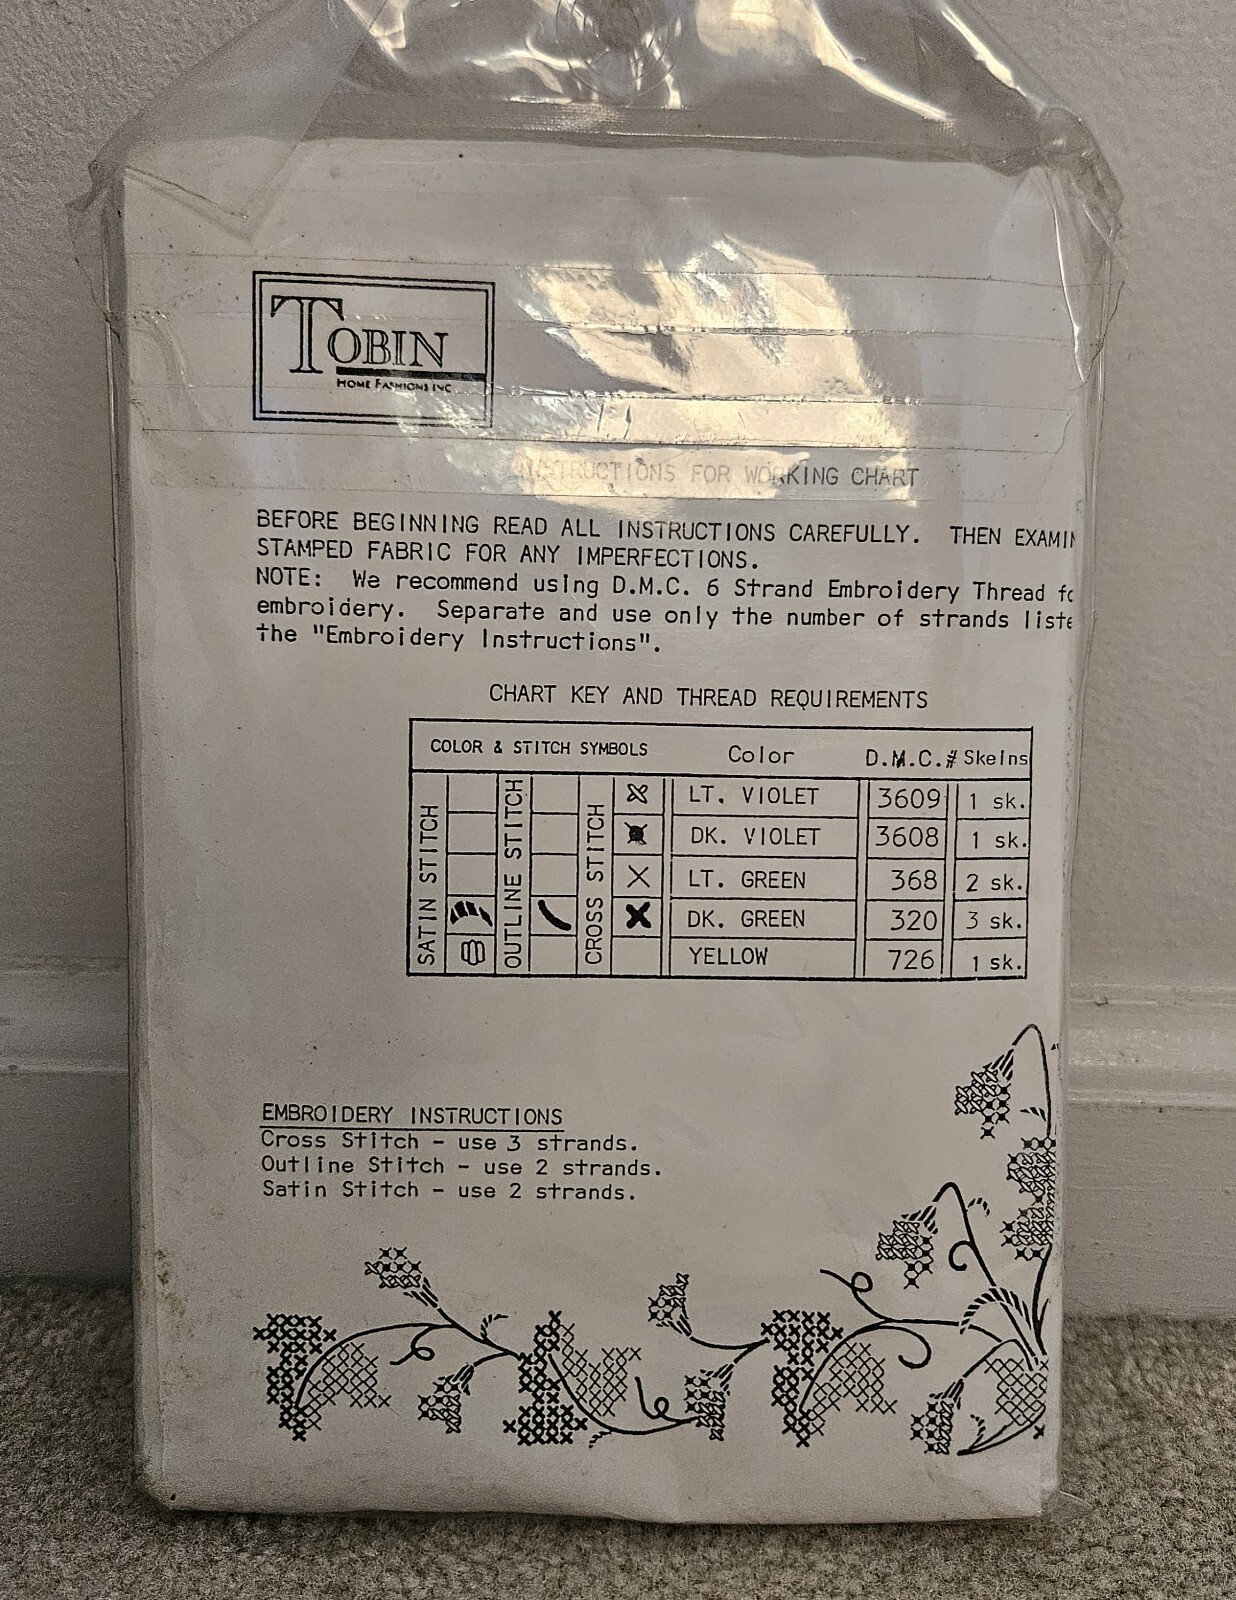 TOBIN
HOME FASHIONS INC
INSTRUCTIONS FOR WORKING CHART
BEFORE BEGINNING READ ALL INSTRUCTIONS CAREFULLY. THEN EXAMIN
STAMPED FABRIC FOR ANY IMPERFECTIONS.
NOTE: We recommend using D.M.C. 6 Strand Embroidery Thread fo
embroidery. Separate and use only the number of strands liste
the "Embroidery Instructions".
CHART KEY AND THREAD REQUIREMENTS
COLOR & STITCH SYMBOLS Color D.M.C.# Skeins
SATIN STITCH
OUTLINE STITCH
CROSS STITCH
LT. VIOLET 3609 1 sk.
DK. VIOLET 3608 1 sk.
LT. GREEN 368 2 sk.
DK. GREEN 320 3 sk.
YELLOW 726 1 sk.
EMBROIDERY INSTRUCTIONS
Cross Stitch - use 3 strands.
Outline Stitch - use 2 strands.
Satin Stitch - use 2 strands.